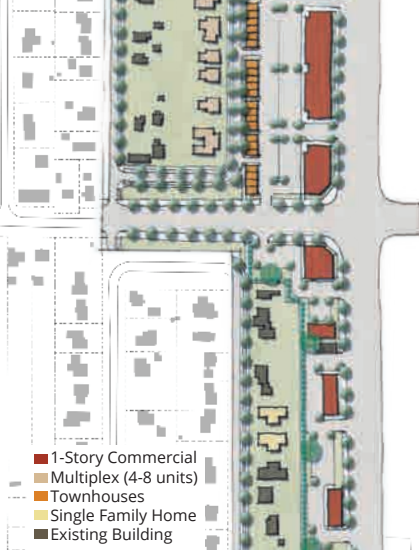 1-Story Commercial
Multiplex (4-8 units)
Townhouses
Single Family Home
Existing Building